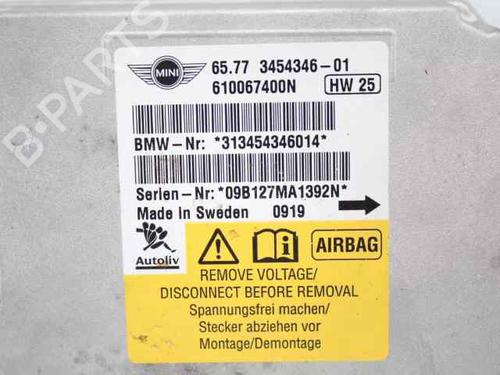 B-PARTS
MINI
65.77 3454346-01
610067400N
HW 25
BMW-Nr: *313454346014*
Serien-Nr: *09B127MA1392N*
Made in Sweden 0919
Autoliv
AIRBAG
REMOVE VOLTAGE/
DISCONNECT BEFORE REMOVAL
Spannungsfrei machen/
Stecker abziehen vor
Montage/Demontage